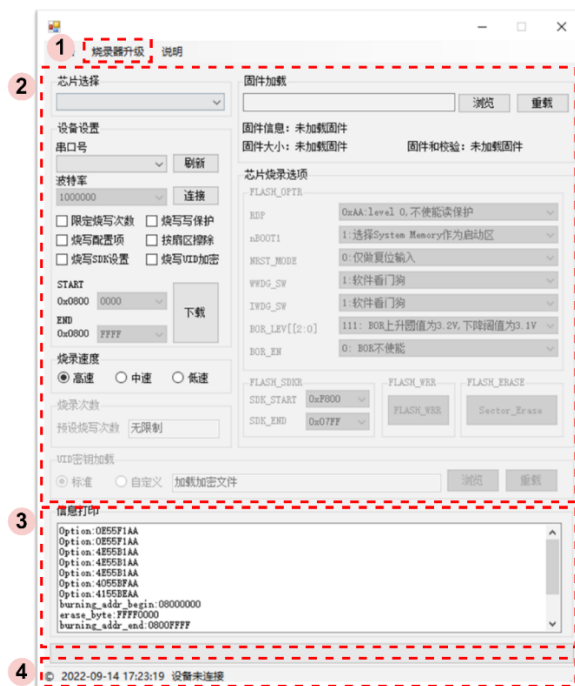 1
烧录器升级 说明
2
芯片选择
固件加载
浏览 重载
设备设置
固件信息: 未加载固件
串口号
固件大小: 未加载固件 固件和校验: 未加载固件
刷新
波特率
芯片烧录选项
1000000 连接
FLASH_OPTR
RDP 0xAA:level 0,不使能读保护
限定烧写次数 烧写写保护
nBOOT1 1:选择System Memory作为启动区
烧写配置项 按扇区擦除
NRST_MODE 0:仅做复位输入
烧写SDK设置 烧写UID加密
WWDG_SW 1:软件看门狗
START
IWDG_SW 1:软件看门狗
0x0800 0000
下载
END
BOR_LEV[[2:0] 111: BOR上升阈值为3.2V,下降阈值为3.1V
0x0800 FFFF
BOR_EN 0: BOR不使能
烧录速度
高速 中速 低速
FLASH_SDKR FLASH_WRR FLASH_ERASE
SDK_START 0xF800
烧录次数
FLASH_WRR Sector_Erase
SDK_END 0x07FF
预设烧写次数 无限制
UID密钥加载
标准 自定义 加载加密文件 浏览 重载
3
信息打印
Option:0E55F1AA
Option:0E55F1AA
Option:4E55B1AA
Option:4E55B1AA
Option:4E55B1AA
Option:4055BFAA
Option:4155BEAA
burning_addr_begin:08000000
erase_byte:FFFF0000
burning_addr_end:0800FFFF
4
© 2022-09-14 17:23:19 设备未连接